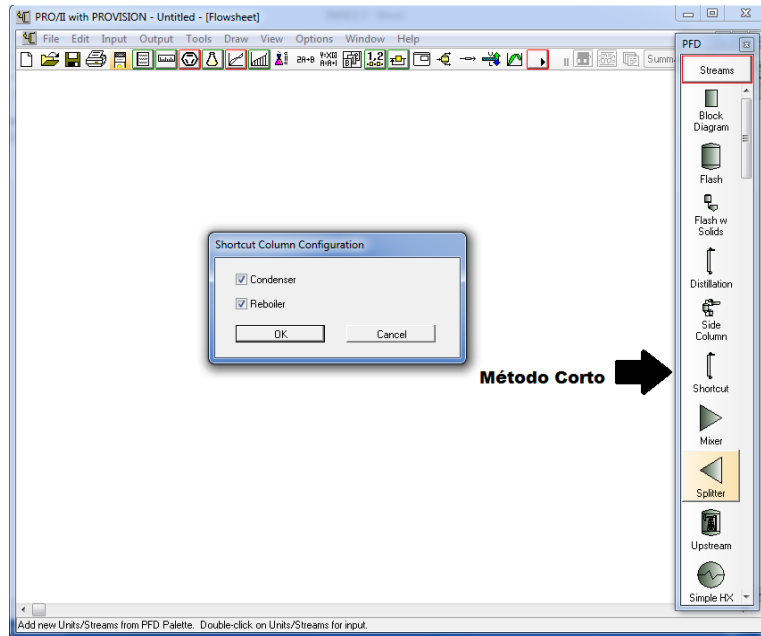 PRO/II with PROVISION - Untitled - [Flowsheet]
File Edit Input Output Tools Draw View Options Window Help
Summ
PFD
Streams
Block
Diagram
Flash
Flash w
Solids
Distillation
Side
Column
Shortcut
Mixer
Splitter
Upstream
Simple HX
Shortcut Column Configuration
Condenser
Reboiler
OK Cancel
Método Corto
Add new Units/Streams from PFD Palette. Double-click on Units/Streams for input.